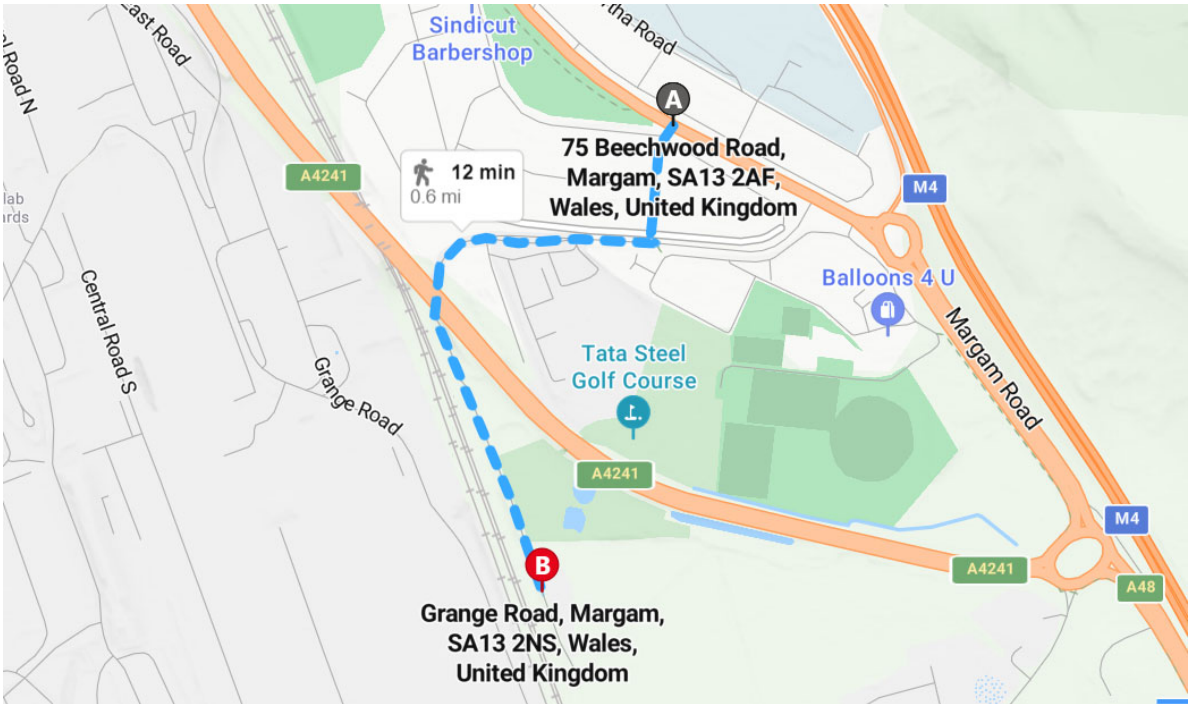 East Road
Sindicut
Barbershop
A
75 Beechwood Road,
Margam, SA13 2AF,
Wales, United Kingdom
12 min
0.6 mi
A4241
M4
Balloons 4 U
Central Road S
Grange Road
Tata Steel
Golf Course
Margam Road
A4241
M4
A4241
A48
B
Grange Road, Margam,
SA13 2NS, Wales,
United Kingdom